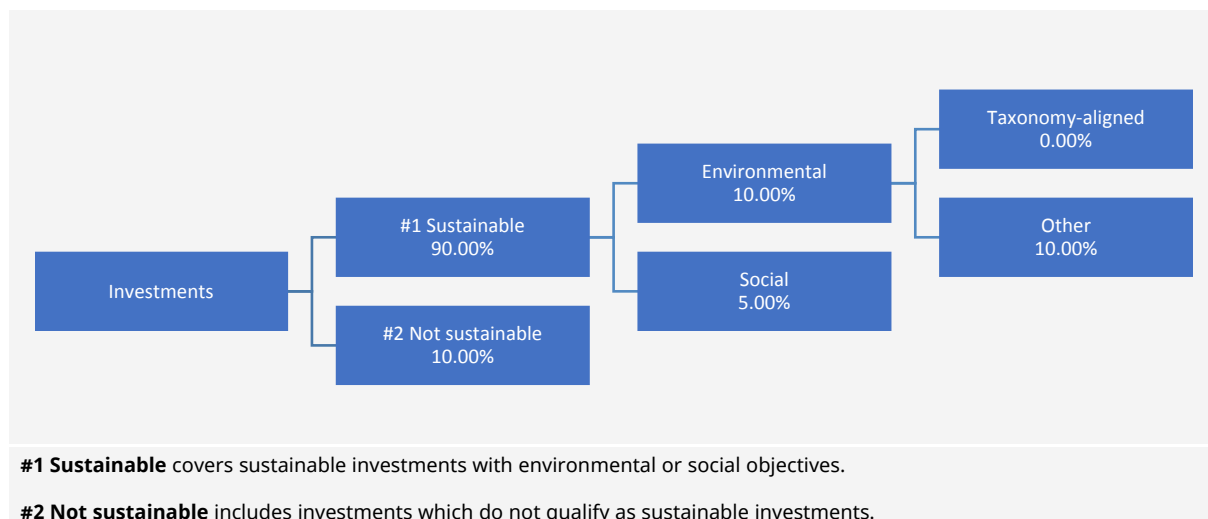 Investments
#1 Sustainable
90.00%
#2 Not sustainable
10.00%
Environmental
10.00%
Social
5.00%
Taxonomy-aligned
0.00%
Other
10.00%
#1 Sustainable covers sustainable investments with environmental or social objectives.
#2 Not sustainable includes investments which do not qualify as sustainable investments.